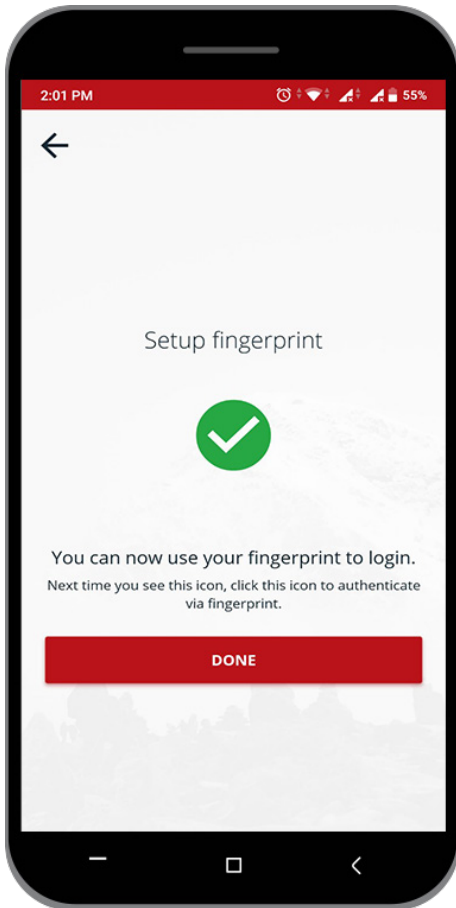 2:01 PM 55%
Setup fingerprint
You can now use your fingerprint to login.
Next time you see this icon, click this icon to authenticate
via fingerprint.
DONE